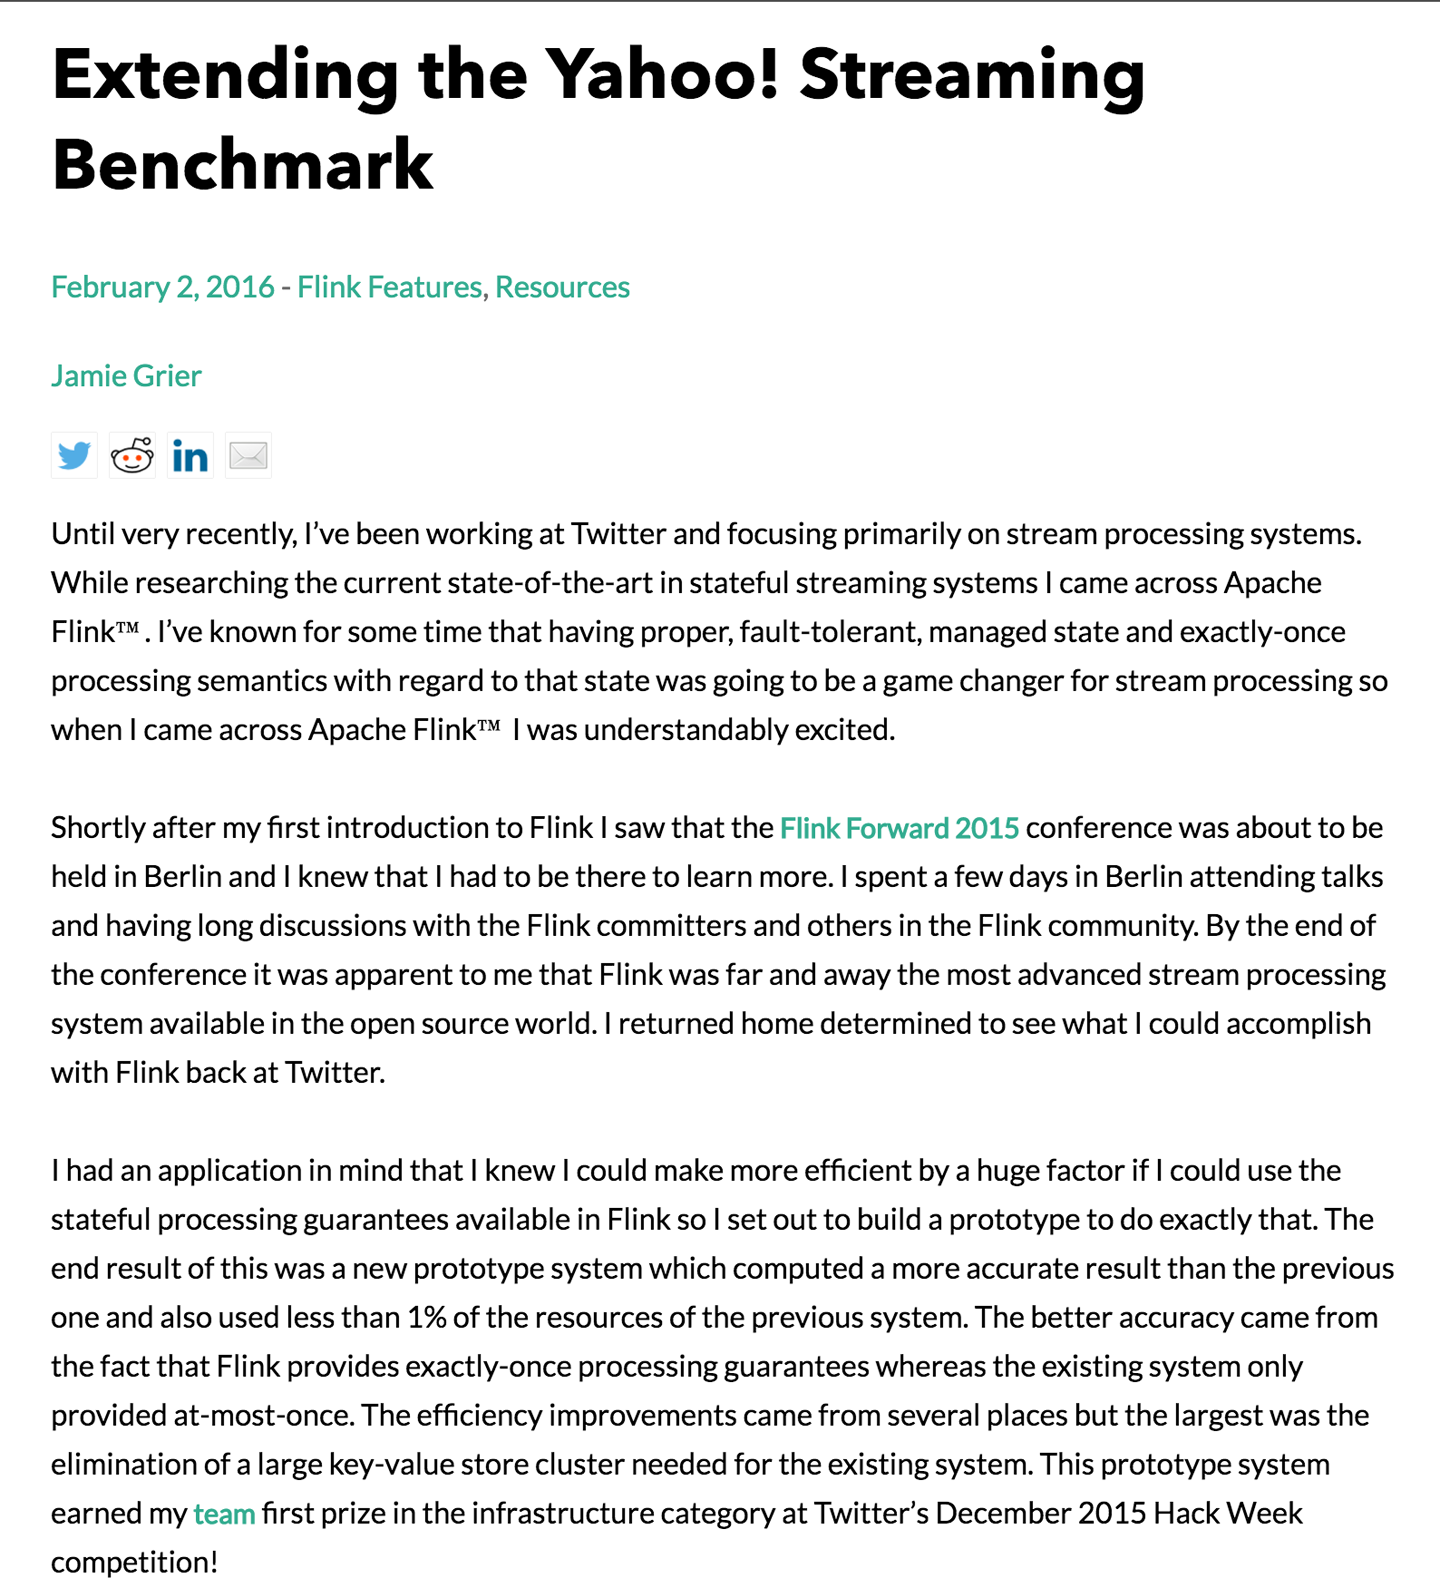 Extending the Yahoo! Streaming
Benchmark
February 2, 2016 - Flink Features, Resources
Jamie Grier
in
Until very recently, I’ve been working at Twitter and focusing primarily on stream processing systems.
While researching the current state-of-the-art in stateful streaming systems I came across Apache
Flink™ . I’ve known for some time that having proper, fault-tolerant, managed state and exactly-once
processing semantics with regard to that state was going to be a game changer for stream processing so
when I came across Apache Flink™ I was understandably excited.
Shortly after my first introduction to Flink I saw that the Flink Forward 2015 conference was about to be
held in Berlin and I knew that I had to be there to learn more. I spent a few days in Berlin attending talks
and having long discussions with the Flink committers and others in the Flink community. By the end of
the conference it was apparent to me that Flink was far and away the most advanced stream processing
system available in the open source world. I returned home determined to see what I could accomplish
with Flink back at Twitter.
I had an application in mind that I knew I could make more efficient by a huge factor if I could use the
stateful processing guarantees available in Flink so I set out to build a prototype to do exactly that. The
end result of this was a new prototype system which computed a more accurate result than the previous
one and also used less than 1% of the resources of the previous system. The better accuracy came from
the fact that Flink provides exactly-once processing guarantees whereas the existing system only
provided at-most-once. The efficiency improvements came from several places but the largest was the
elimination of a large key-value store cluster needed for the existing system. This prototype system
earned my team first prize in the infrastructure category at Twitter’s December 2015 Hack Week
competition!